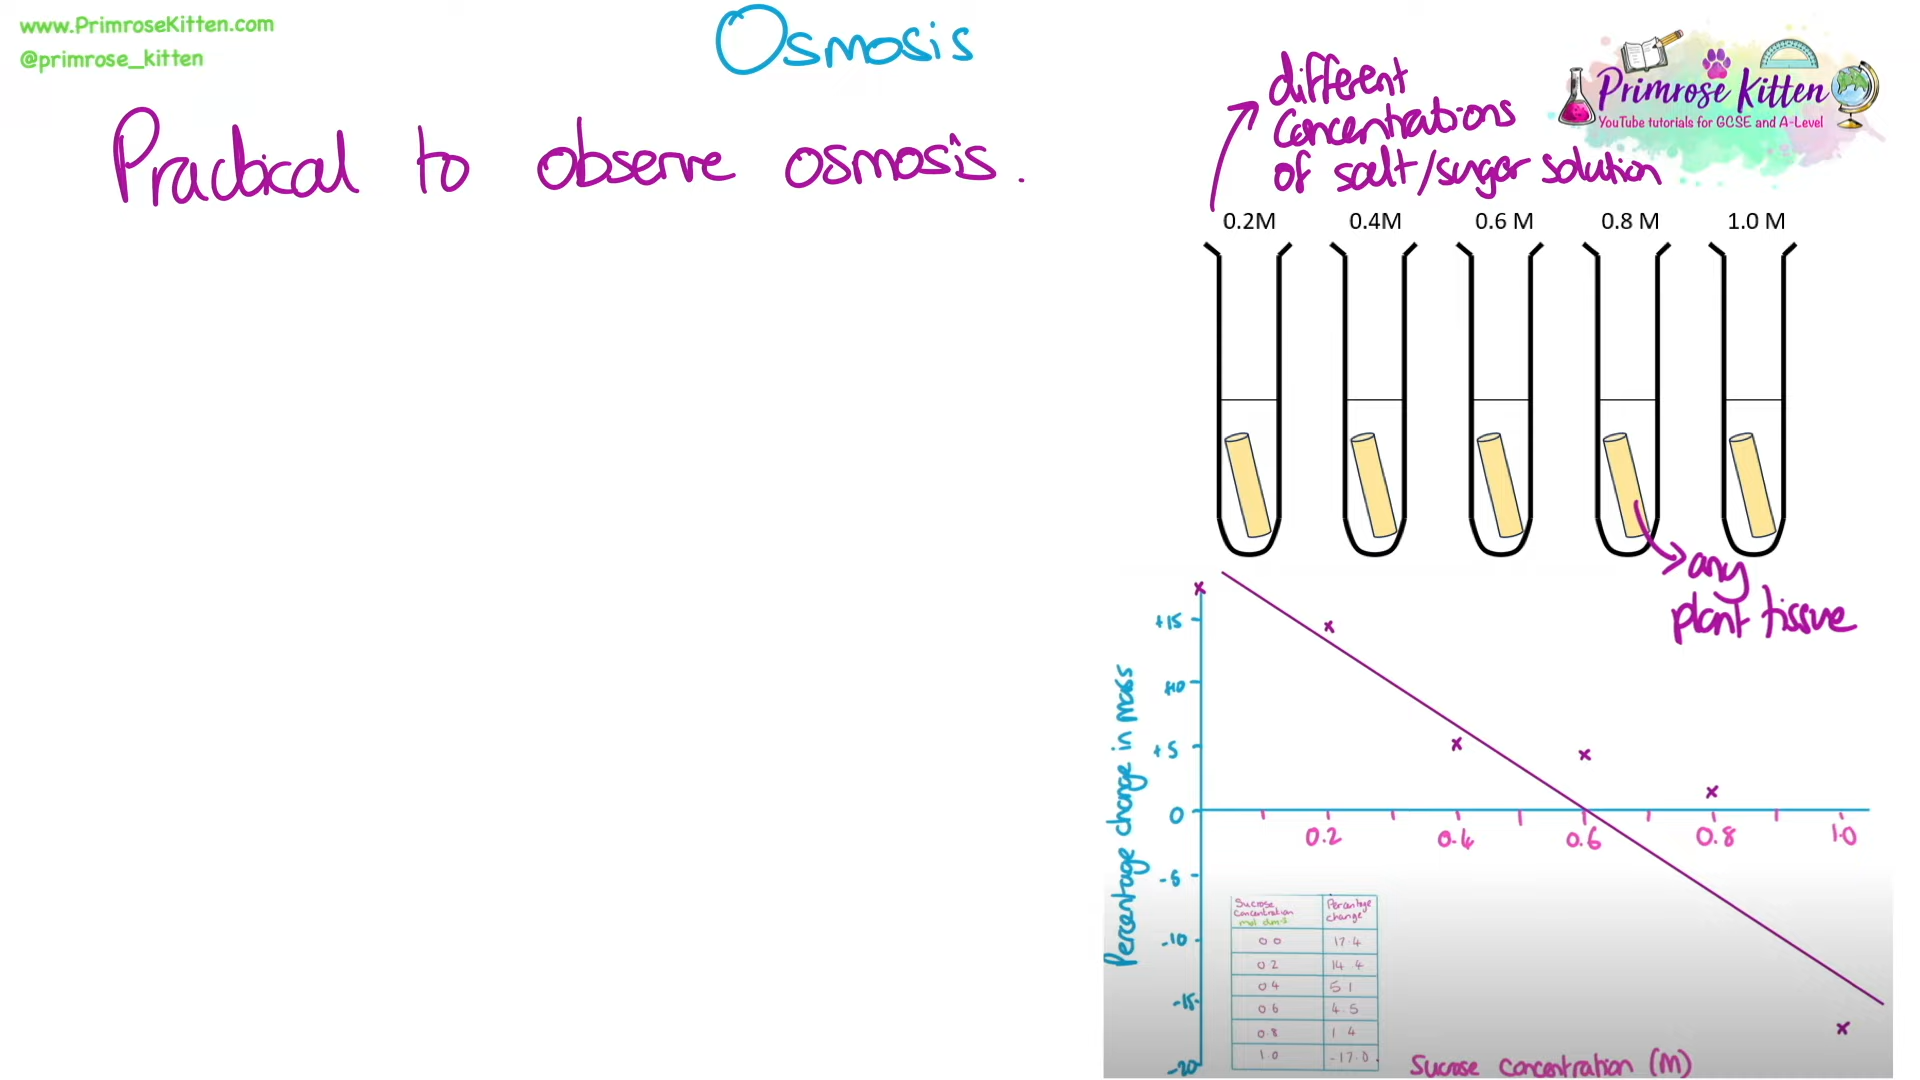 www.PrimroseKitten.com
@primrose_kitten
Osmosis
Practical to observe osmosis.
different
concentrations
of salt/sugar solution
Primrose Kitten
YouTube tutorials for GCSE and A-Level
0.2M 0.4M 0.6 M 0.8 M 1.0 M
any
plant tissue
Percentage change in mass
+15
+10
+5
0
-5
-10
-15
-20
0.2 0.4 0.6 0.8 1.0
Sucrose Percentage
concentration change
mol dm-3
0.0 17.4
0.2 14.4
0.4 5.1
0.6 4.5
0.8 1.4
1.0 -17.0
Sucrose concentration (M)